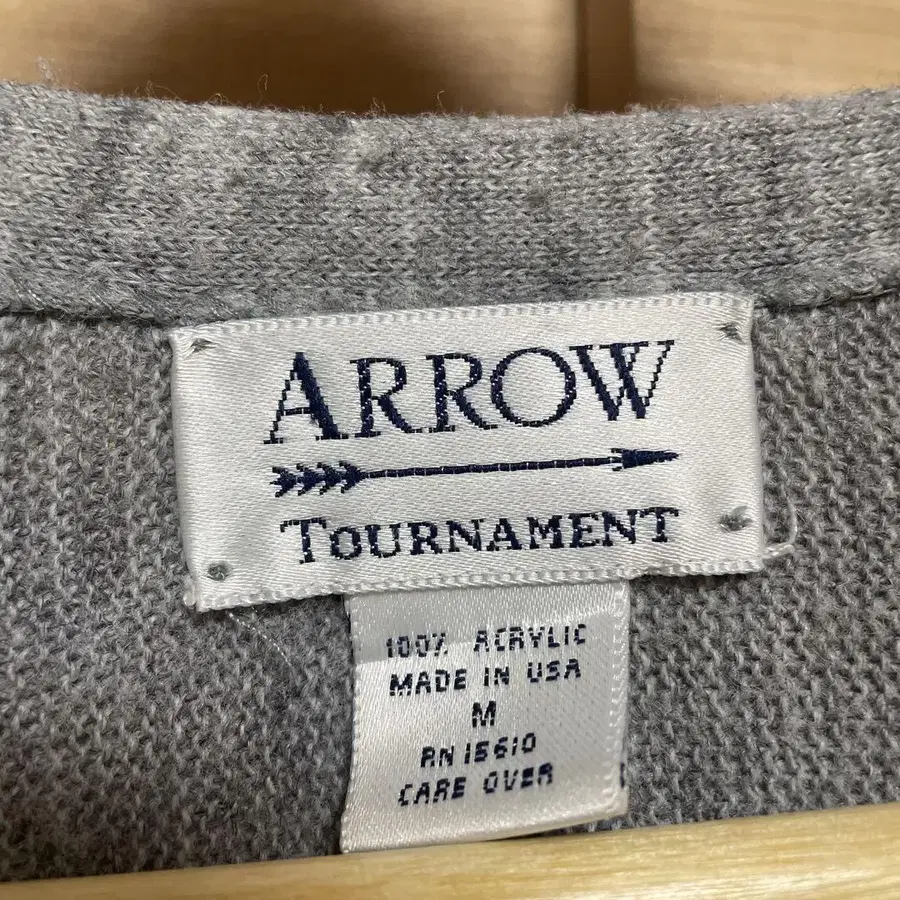 ARROW
TOURNAMENT
100% ACRYLIC
MADE IN USA
M
RN 15610
CARE OVER